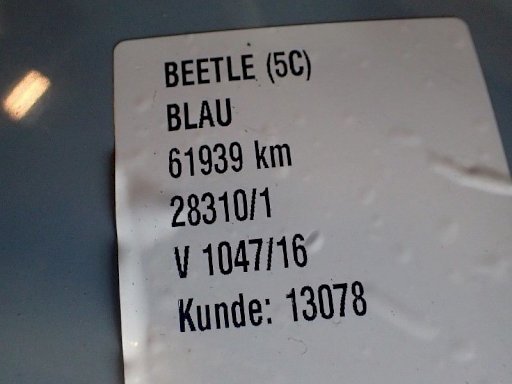 BEETLE (5C)
BLAU
61939 km
28310/1
V 1047/16
Kunde: 13078